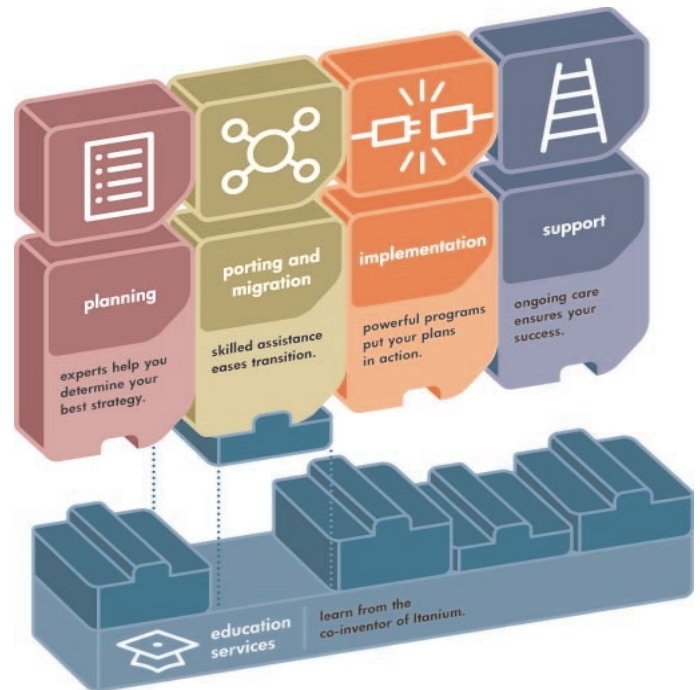 planning
experts help you
determine your
best strategy.
porting and
migration
skilled assistance
eases transition.
implementation
powerful programs
put your plans
in action.
support
ongoing care
ensures your
success.
education
services
learn from the
co-inventor of Itanium.